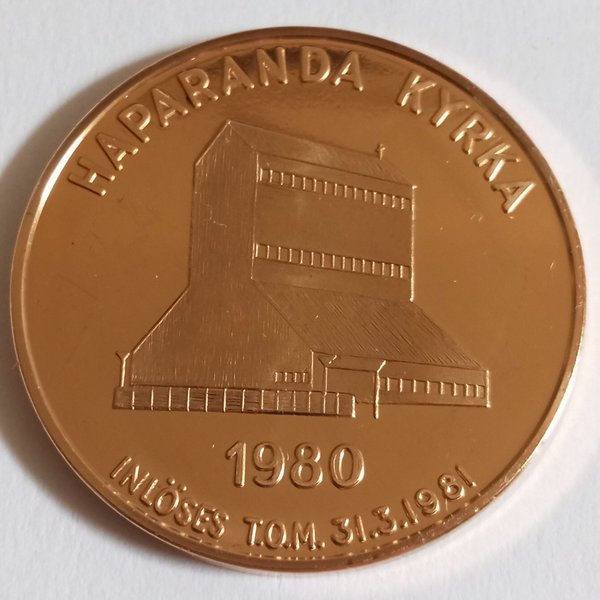 HAPARANDA KYRKA
1980
INLÖSES T.O.M. 31.3.1981